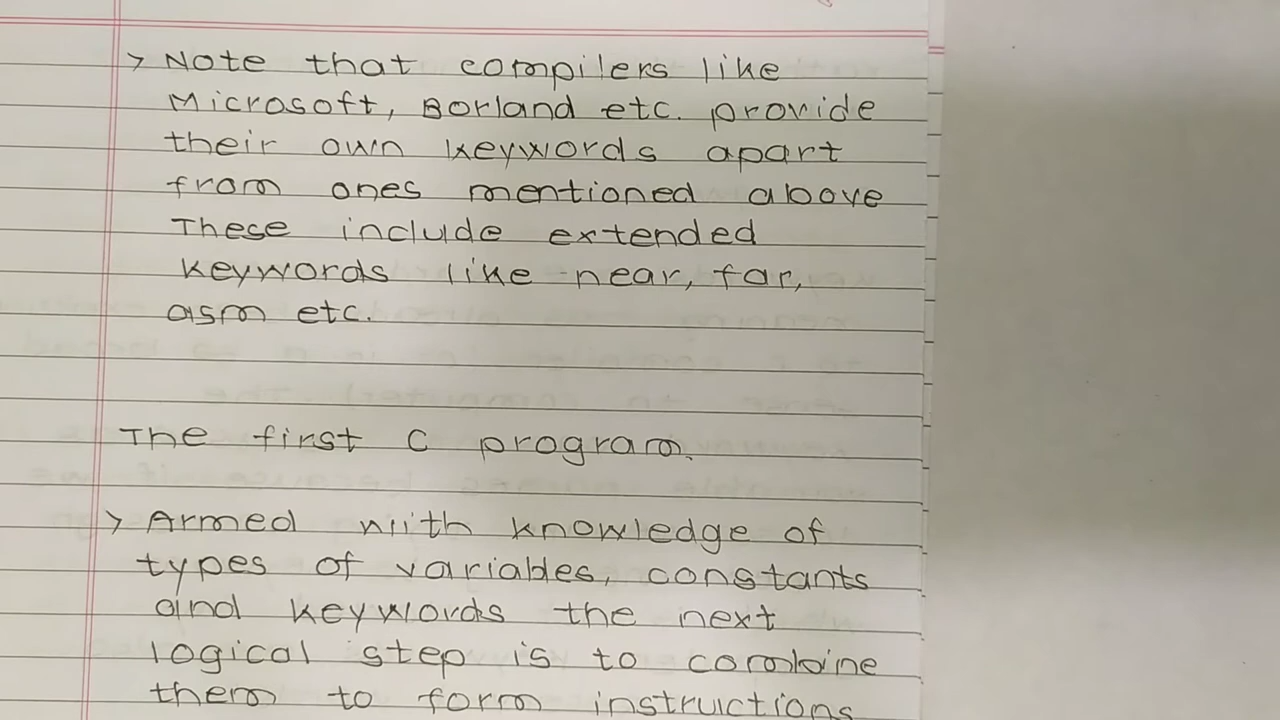 > Note that compilers like
Microsoft, Borland etc. provide
their own keywords apart
from ones mentioned above
These include extended
keywords like near, far,
asm etc.
The first C program.
> Armed with knowledge of
types of variables, constants
and keywords the next
logical step is to combine
them to form instructions